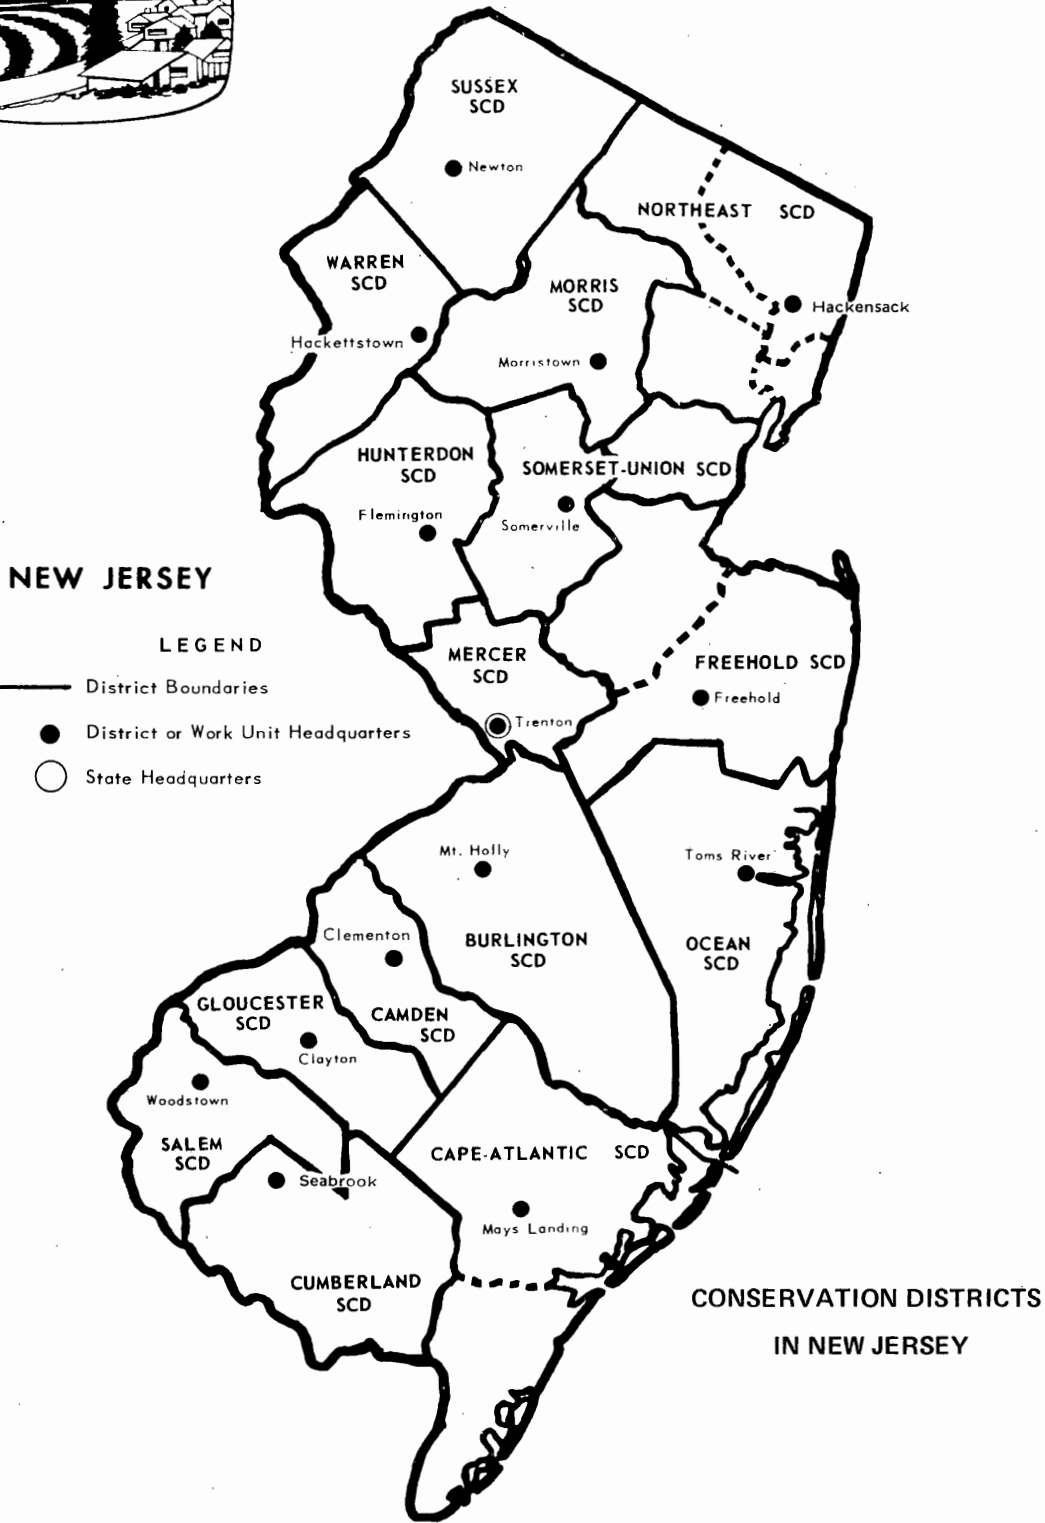 SUSSEX
SCD
Newton
NORTHEAST SCD
WARREN
SCD
MORRIS
SCD
Hackensack
Hackettstown
Morristown
HUNTERDON
SCD
SOMERSET-UNION SCD
Flemington
Somerville
NEW JERSEY
LEGEND
District Boundaries
District or Work Unit Headquarters
State Headquarters
MERCER
SCD
FREEHOLD SCD
Freehold
Trenton
Mt. Holly
Toms River
Clementon
BURLINGTON
SCD
OCEAN
SCD
GLOUCESTER
SCD
CAMDEN
SCD
Clayton
Woodstown
SALEM
SCD
CAPE-ATLANTIC SCD
Seabrook
Mays Landing
CUMBERLAND
SCD
CONSERVATION DISTRICTS
IN NEW JERSEY